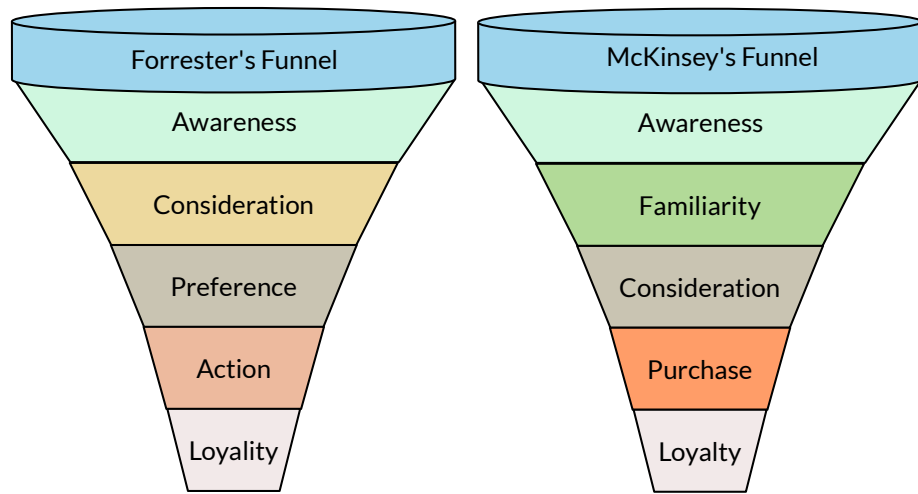 Forrester's Funnel
Awareness
Consideration
Preference
Action
Loyality
McKinsey's Funnel
Awareness
Familiarity
Consideration
Purchase
Loyalty